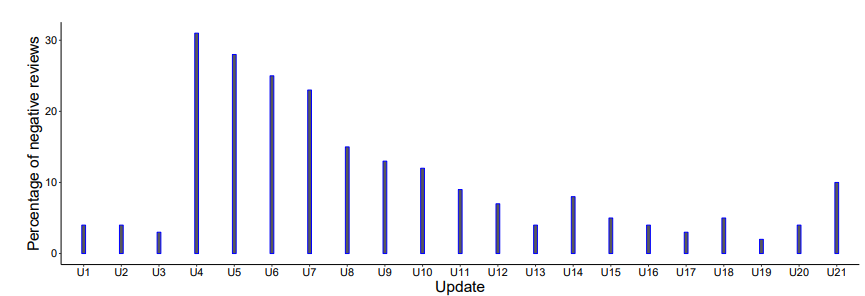 Percentage of negative reviews
30
20
10
0
U1 U2 U3 U4 U5 U6 U7 U8 U9 U10 U11 U12 U13 U14 U15 U16 U17 U18 U19 U20 U21
Update